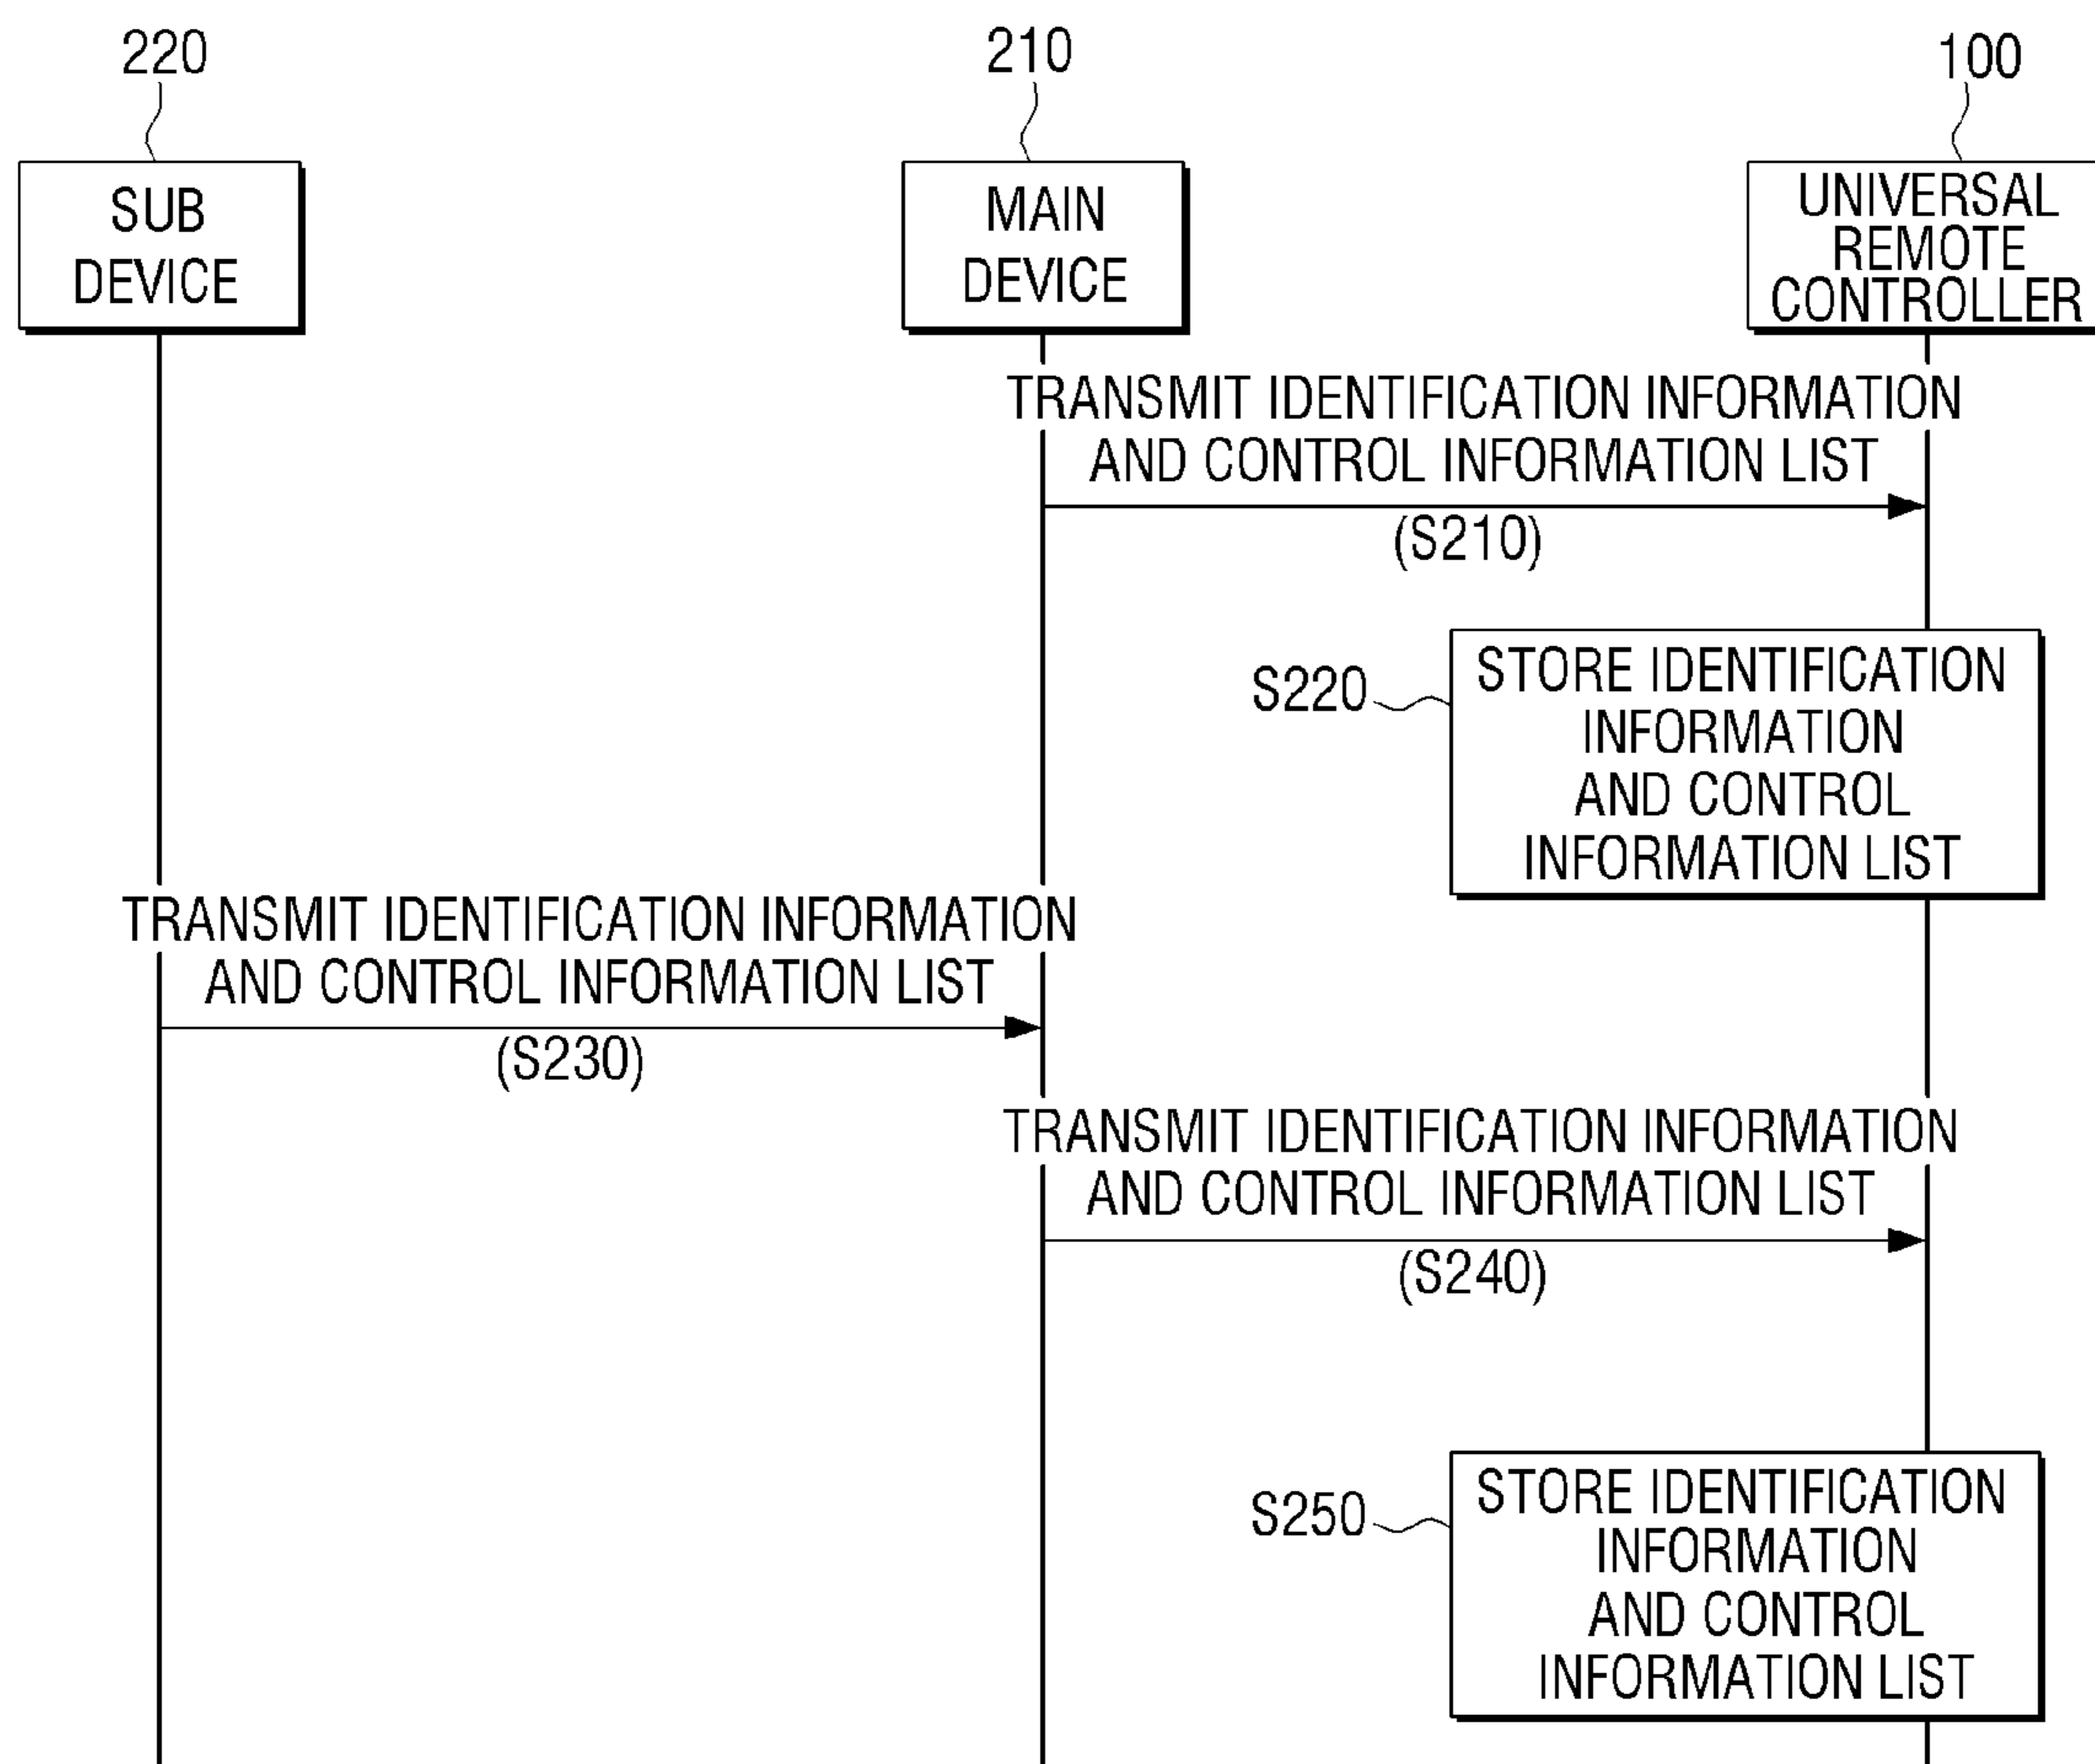 220
210
100
SUB
DEVICE
MAIN
DEVICE
UNIVERSAL
REMOTE
CONTROLLER
TRANSMIT IDENTIFICATION INFORMATION
AND CONTROL INFORMATION LIST
(S210)
S220
STORE IDENTIFICATION
INFORMATION
AND CONTROL
INFORMATION LIST
TRANSMIT IDENTIFICATION INFORMATION
AND CONTROL INFORMATION LIST
(S230)
TRANSMIT IDENTIFICATION INFORMATION
AND CONTROL INFORMATION LIST
(S240)
S250
STORE IDENTIFICATION
INFORMATION
AND CONTROL
INFORMATION LIST